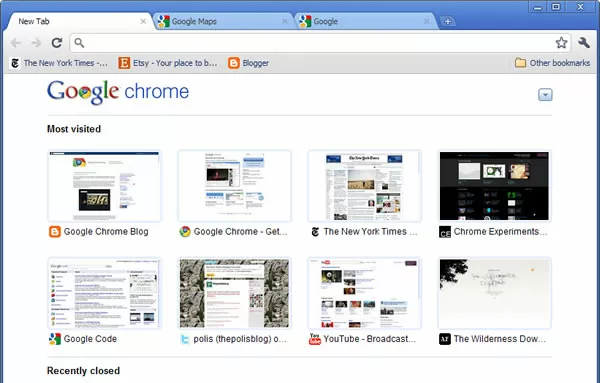 New Tab
Google Maps
Google
The New York Times -...
Etsy - Your place to b...
Blogger
Other bookmarks
Google chrome
Most visited
Google Chrome Blog
Google Chrome - Get...
The New York Times ...
Chrome Experiments...
Google Code
polis (thepolisblog) o...
YouTube - Broadcast...
The Wilderness Dow...
Recently closed